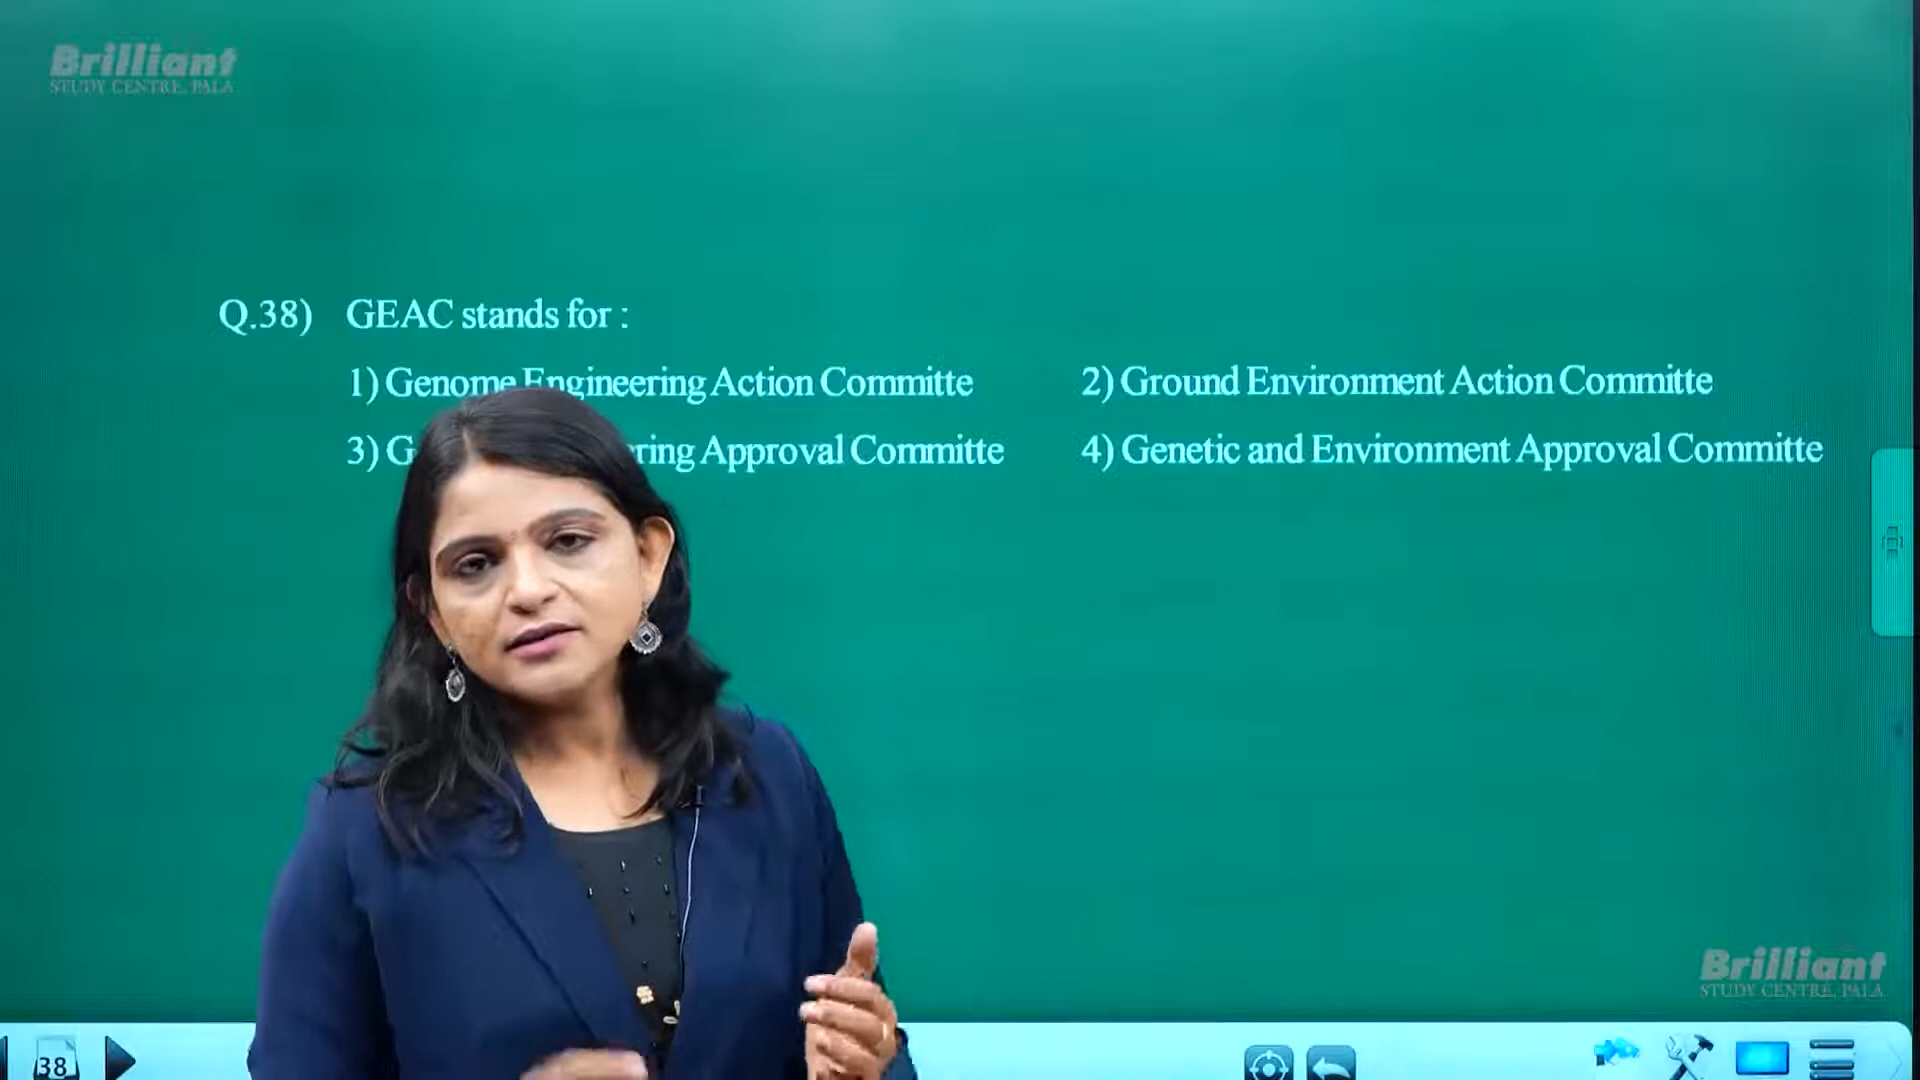 Brilliant
STUDY CENTRE, PALA
Q.38) GEAC stands for :
1) Genome Engineering Action Committe
2) Ground Environment Action Committe
3) Approval Committe
4) Genetic and Environment Approval Committe
Brilliant
STUDY CENTRE, PALA
38